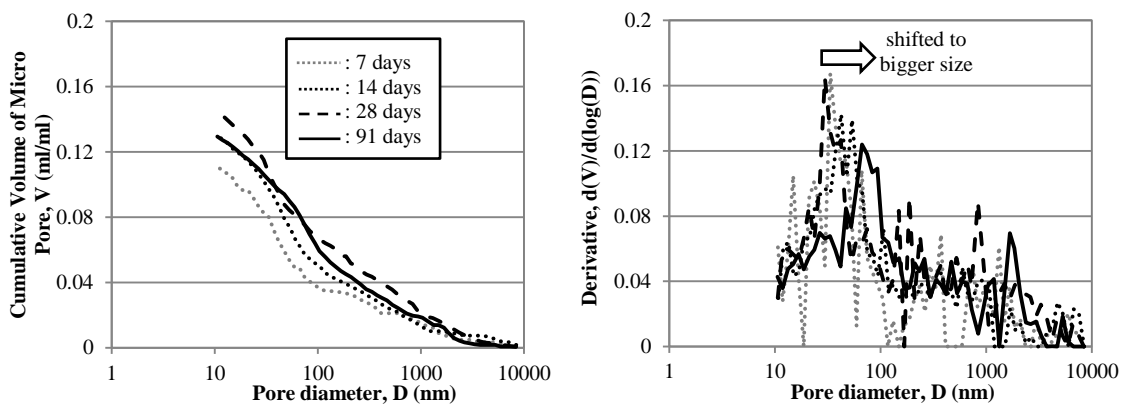 Cumulative Volume of Micro
Pore, V (ml/ml)
0.2
0.16
0.12
0.08
0.04
0
1 10 100 1000 10000
Pore diameter, D (nm)
: 7 days
: 14 days
: 28 days
: 91 days
Derivative, d(V)/d(log(D))
0.2
0.16
0.12
0.08
0.04
0
1 10 100 1000 10000
Pore diameter, D (nm)
shifted to
bigger size